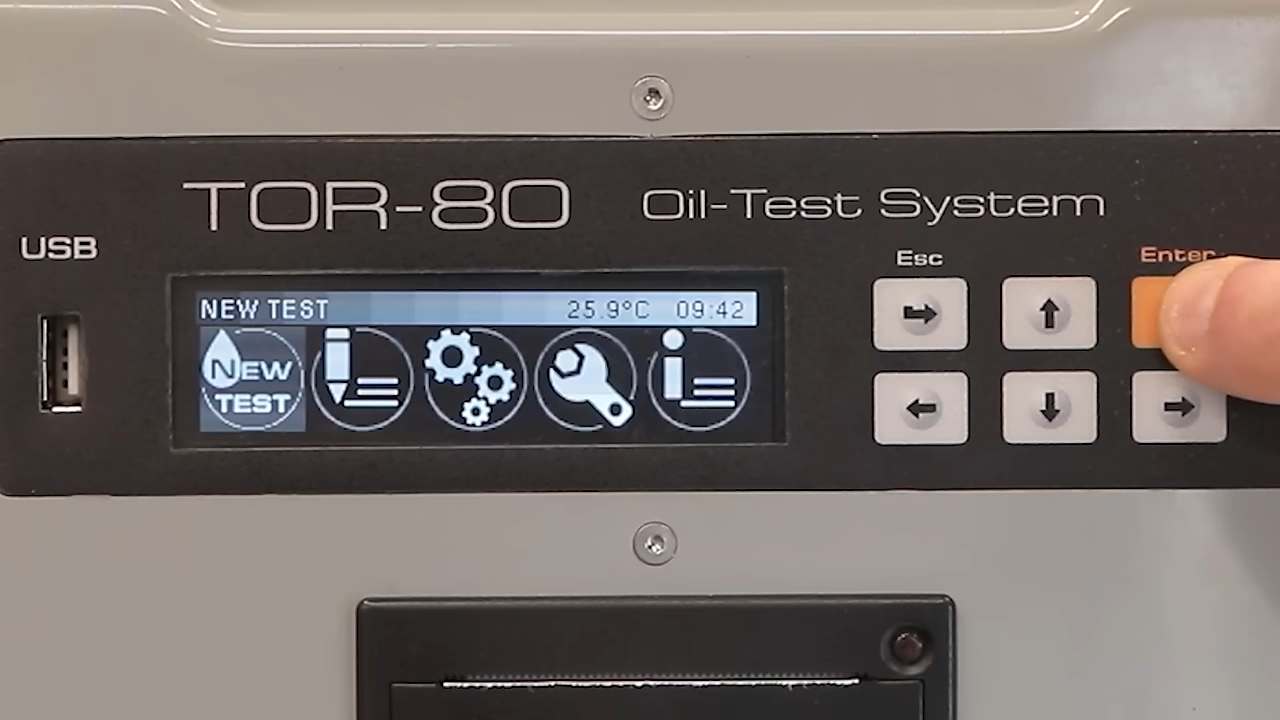 TOR-80 Oil-Test System
USB
Esc
Enter
NEW TEST 25.9°C 09:42
NEW
TEST